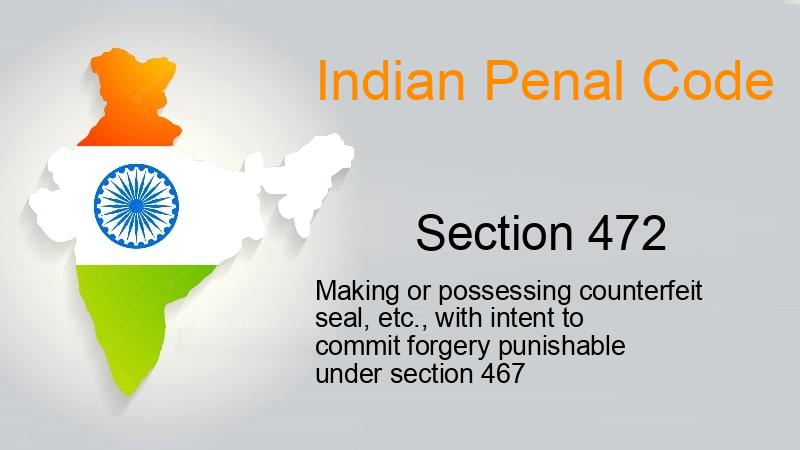 Indian Penal Code
Section 472
Making or possessing counterfeit
seal, etc., with intent to
commit forgery punishable
under section 467